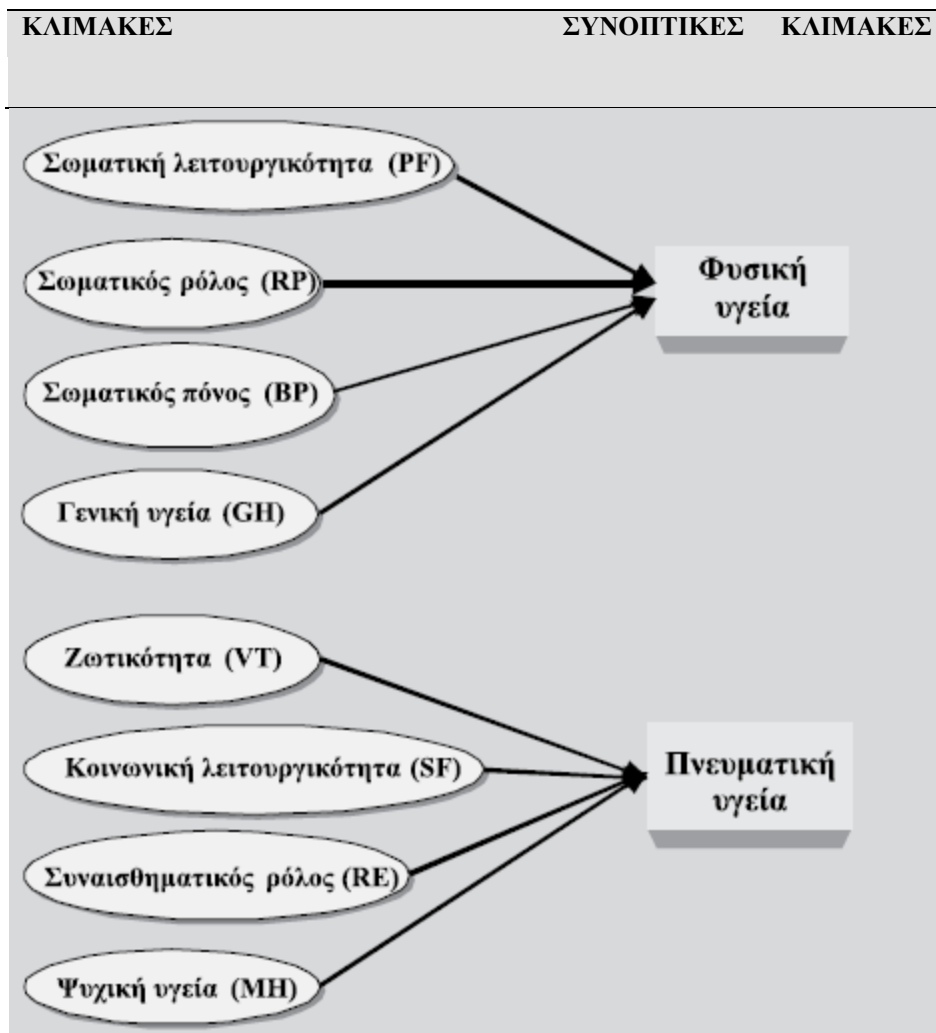 ΚΛΙΜΑΚΕΣ ΣΥΝΟΠΤΙΚΕΣ ΚΛΙΜΑΚΕΣ
Σωματική λειτουργικότητα (PF)
Σωματικός ρόλος (RP)
Σωματικός πόνος (BP)
Γενική υγεία (GH)
Φυσική
υγεία
Ζωτικότητα (VT)
Κοινωνική λειτουργικότητα (SF)
Συναισθηματικός ρόλος (RE)
Ψυχική υγεία (MH)
Πνευματική
υγεία